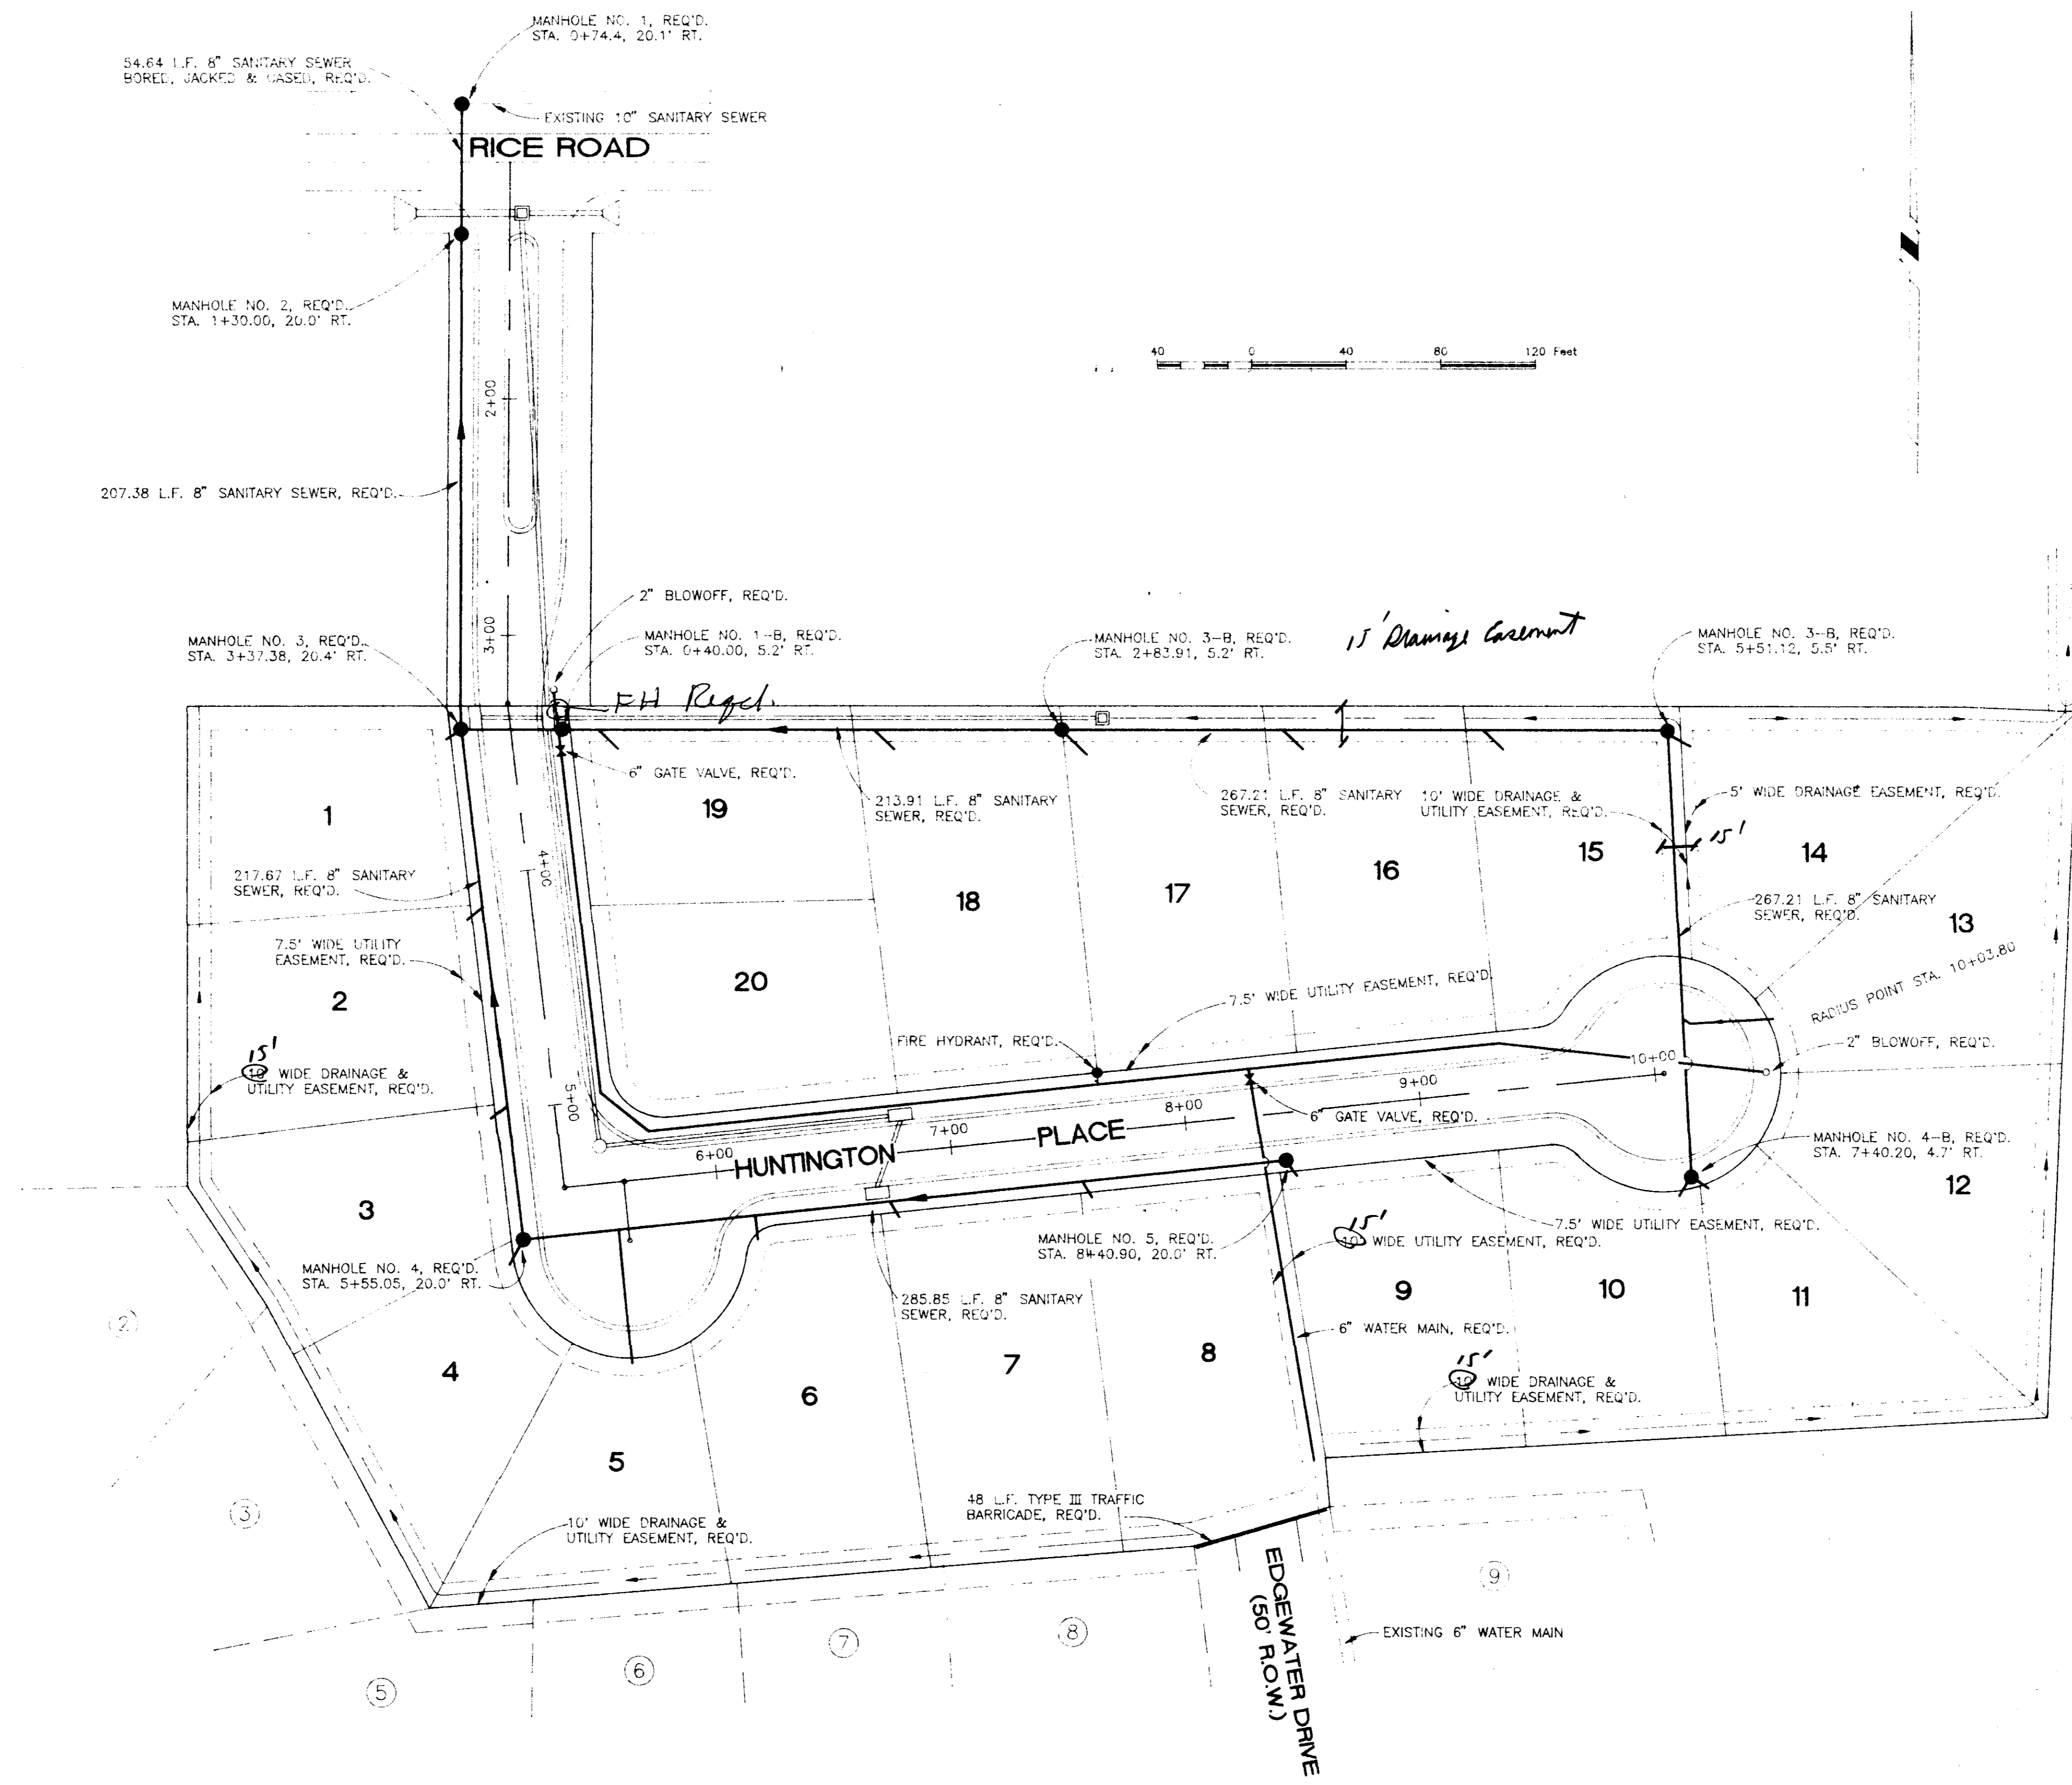 MANHOLE NO. 1, REQ'D.
STA. 0+74.4, 20.1' RT.
54.64 L.F. 8" SANITARY SEWER
BORED, JACKED & CASED, REQ'D.
EXISTING 10" SANITARY SEWER
RICE ROAD
MANHOLE NO. 2, REQ'D.
STA. 1+30.00, 20.0' RT.
40 0 40 80 120 Feet
2+00
207.38 L.F. 8" SANITARY SEWER, REQ'D.
2" BLOWOFF, REQ'D.
MANHOLE NO. 3, REQ'D.
STA. 3+37.38, 20.4' RT.
3+00
MANHOLE NO. 1-B, REQ'D.
STA. 0+40.00, 5.2' RT.
MANHOLE NO. 3-B, REQ'D.
STA. 2+83.91, 5.2' RT.
15' Drainage Easement
MANHOLE NO. 3-B, REQ'D.
STA. 5+51.12, 5.5' RT.
FH Reqd.
6" GATE VALVE, REQ'D.
1
19
213.91 L.F. 8" SANITARY
SEWER, REQ'D.
267.21 L.F. 8" SANITARY
SEWER, REQ'D.
10' WIDE DRAINAGE &
UTILITY EASEMENT, REQ'D.
5' WIDE DRAINAGE EASEMENT, REQ'D.
15'
15
14
4+00
217.67 L.F. 8" SANITARY
SEWER, REQ'D.
18
17
16
267.21 L.F. 8" SANITARY
SEWER, REQ'D.
13
7.5' WIDE UTILITY
EASEMENT, REQ'D.
2
20
7.5' WIDE UTILITY EASEMENT, REQ'D.
RADIUS POINT STA. 10+03.80
FIRE HYDRANT, REQ'D.
2" BLOWOFF, REQ'D.
15'
10' WIDE DRAINAGE &
UTILITY EASEMENT, REQ'D.
5+00
10+00
9+00
8+00
7+00
6+00
6" GATE VALVE, REQ'D.
HUNTINGTON PLACE
MANHOLE NO. 4-B, REQ'D.
STA. 7+40.20, 4.7' RT.
3
12
MANHOLE NO. 5, REQ'D.
STA. 8+40.90, 20.0' RT.
15'
10' WIDE UTILITY EASEMENT, REQ'D.
7.5' WIDE UTILITY EASEMENT, REQ'D.
MANHOLE NO. 4, REQ'D.
STA. 5+55.05, 20.0' RT.
285.85 L.F. 8" SANITARY
SEWER, REQ'D.
9
10
11
2
6" WATER MAIN, REQ'D.
4
7
8
15'
10' WIDE DRAINAGE &
UTILITY EASEMENT, REQ'D.
6
5
3
10' WIDE DRAINAGE &
UTILITY EASEMENT, REQ'D.
48 L.F. TYPE III TRAFFIC
BARRICADE, REQ'D.
9
EDGEWATER DRIVE
(50' R.O.W.)
EXISTING 6" WATER MAIN
8
7
6
5